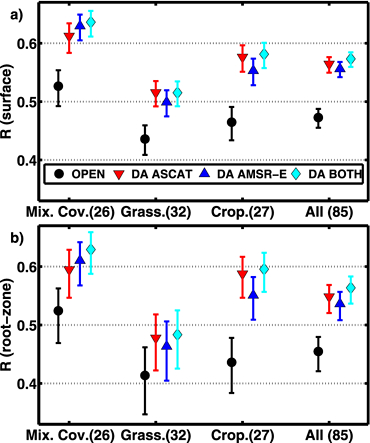 a)
0.6
0.5
0.4
R (surface)
OPEN DA ASCAT DA AMSR-E DA BOTH
Mix. Cov.(26) Grass.(32) Crop.(27) All (85)
b)
0.6
0.5
0.4
R (root-zone)
Mix. Cov.(26) Grass.(32) Crop.(27) All (85)